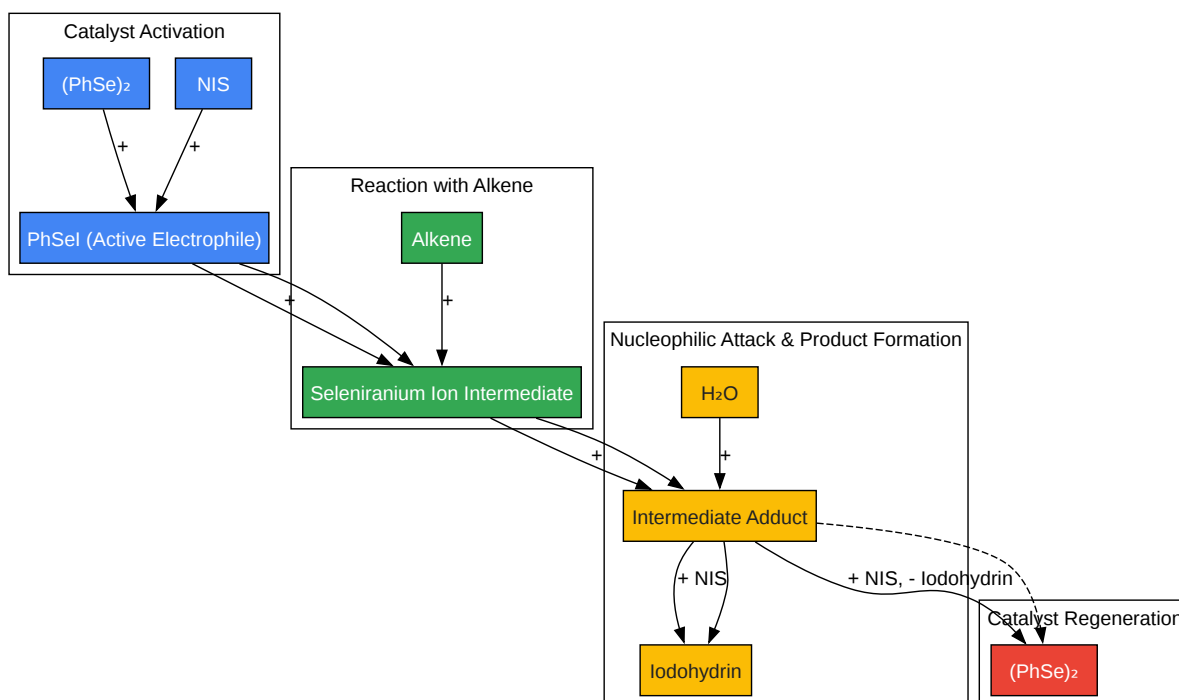 Catalyst Activation
(PhSe)₂
NIS
+
+
PhSeI (Active Electrophile)
Reaction with Alkene
Alkene
+
+
Seleniranium Ion Intermediate
Nucleophilic Attack & Product Formation
H₂O
+
+
Intermediate Adduct
+ NIS
+ NIS, - Iodohydrin
Iodohydrin
Catalyst Regeneration
(PhSe)₂